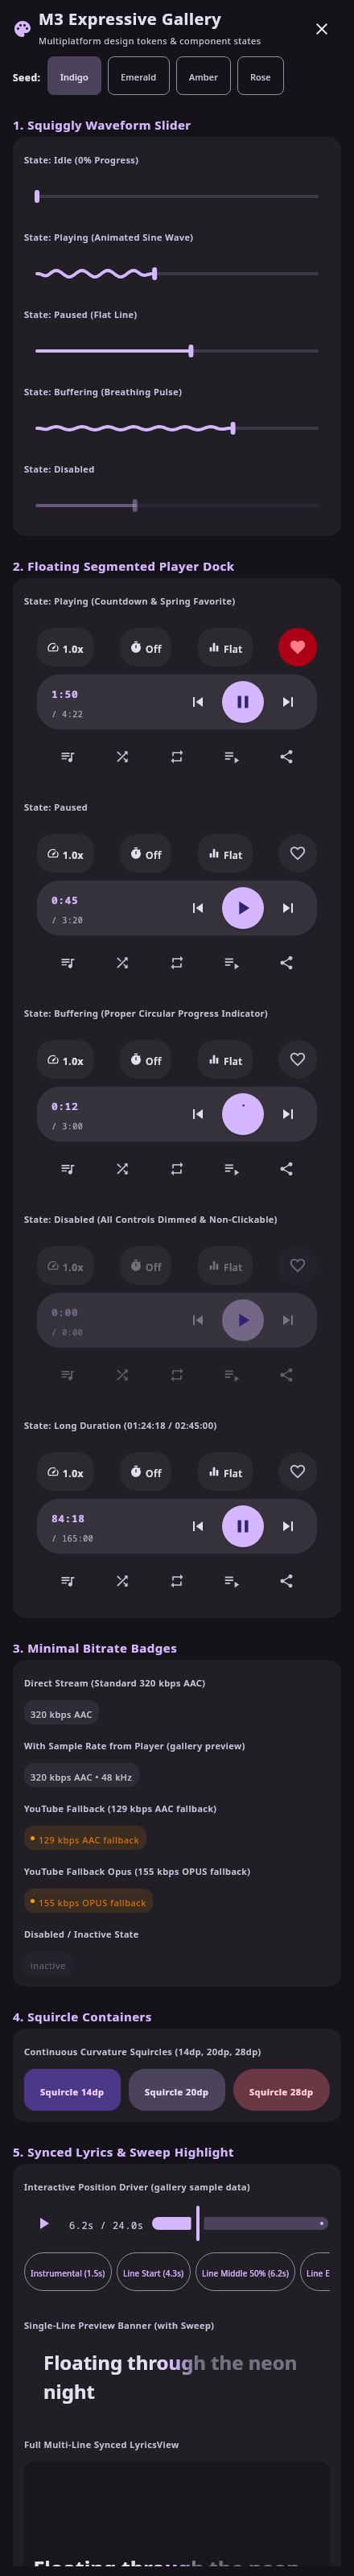 M3 Expressive Gallery
Multiplatform design tokens & component states
Seed: Indigo Emerald Amber Rose
1. Squiggly Waveform Slider
State: Idle (0% Progress)
State: Playing (Animated Sine Wave)
State: Paused (Flat Line)
State: Buffering (Breathing Pulse)
State: Disabled
2. Floating Segmented Player Dock
State: Playing (Countdown & Spring Favorite)
1.0x Off Flat
1:50
/ 4:22
State: Paused
1.0x Off Flat
0:45
/ 3:20
State: Buffering (Proper Circular Progress Indicator)
1.0x Off Flat
0:12
/ 3:00
State: Disabled (All Controls Dimmed & Non-Clickable)
1.0x Off Flat
0:00
/ 0:00
State: Long Duration (01:24:18 / 02:45:00)
1.0x Off Flat
84:18
/ 165:00
3. Minimal Bitrate Badges
Direct Stream (Standard 320 kbps AAC)
320 kbps AAC
With Sample Rate from Player (gallery preview)
320 kbps AAC • 48 kHz
YouTube Fallback (129 kbps AAC fallback)
129 kbps AAC fallback
YouTube Fallback Opus (155 kbps OPUS fallback)
155 kbps OPUS fallback
Disabled / Inactive State
inactive
4. Squircle Containers
Continuous Curvature Squircles (14dp, 20dp, 28dp)
Squircle 14dp Squircle 20dp Squircle 28dp
5. Synced Lyrics & Sweep Highlight
Interactive Position Driver (gallery sample data)
6.2s / 24.0s
Instrumental (1.5s) Line Start (4.3s) Line Middle 50% (6.2s) Line E
Single-Line Preview Banner (with Sweep)
Floating through the neon
night
Full Multi-Line Synced LyricsView
Floating through the neon